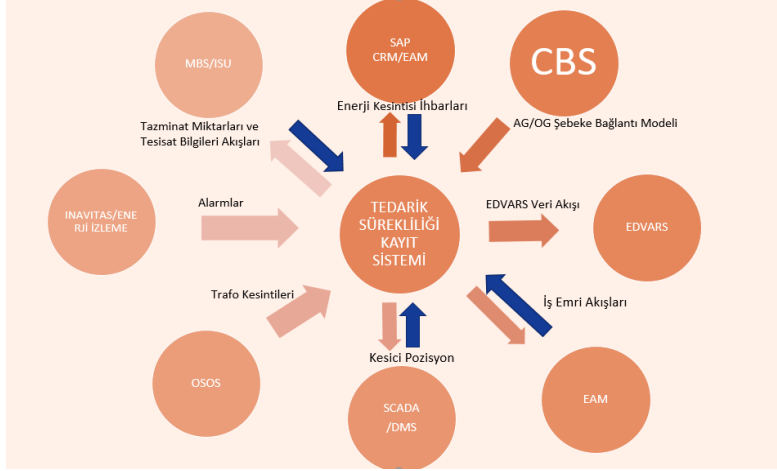 SAP
CRM/EAM
MBS/ISU
CBS
Enerji Kesintisi İhbarları
Tazminat Miktarları ve
Tesisat Bilgileri Akışları
AG/OG Şebeke Bağlantı Modeli
Alarmlar
INAVITAS/ENE
RJİ İZLEME
TEDARİK
SÜREKLİLİĞİ
KAYIT
SİSTEMİ
EDVARS Veri Akışı
EDVARS
Trafo Kesintileri
İş Emri Akışları
Kesici Pozisyon
OSOS
SCADA
/DMS
EAM